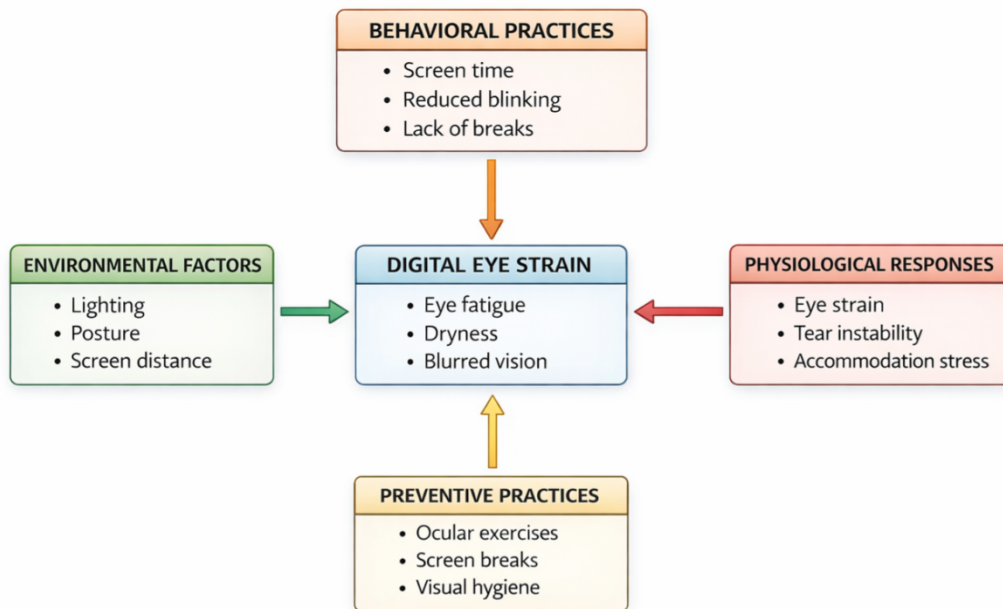 BEHAVIORAL PRACTICES
• Screen time
• Reduced blinking
• Lack of breaks
ENVIRONMENTAL FACTORS
• Lighting
• Posture
• Screen distance
DIGITAL EYE STRAIN
• Eye fatigue
• Dryness
• Blurred vision
PHYSIOLOGICAL RESPONSES
• Eye strain
• Tear instability
• Accommodation stress
PREVENTIVE PRACTICES
• Ocular exercises
• Screen breaks
• Visual hygiene